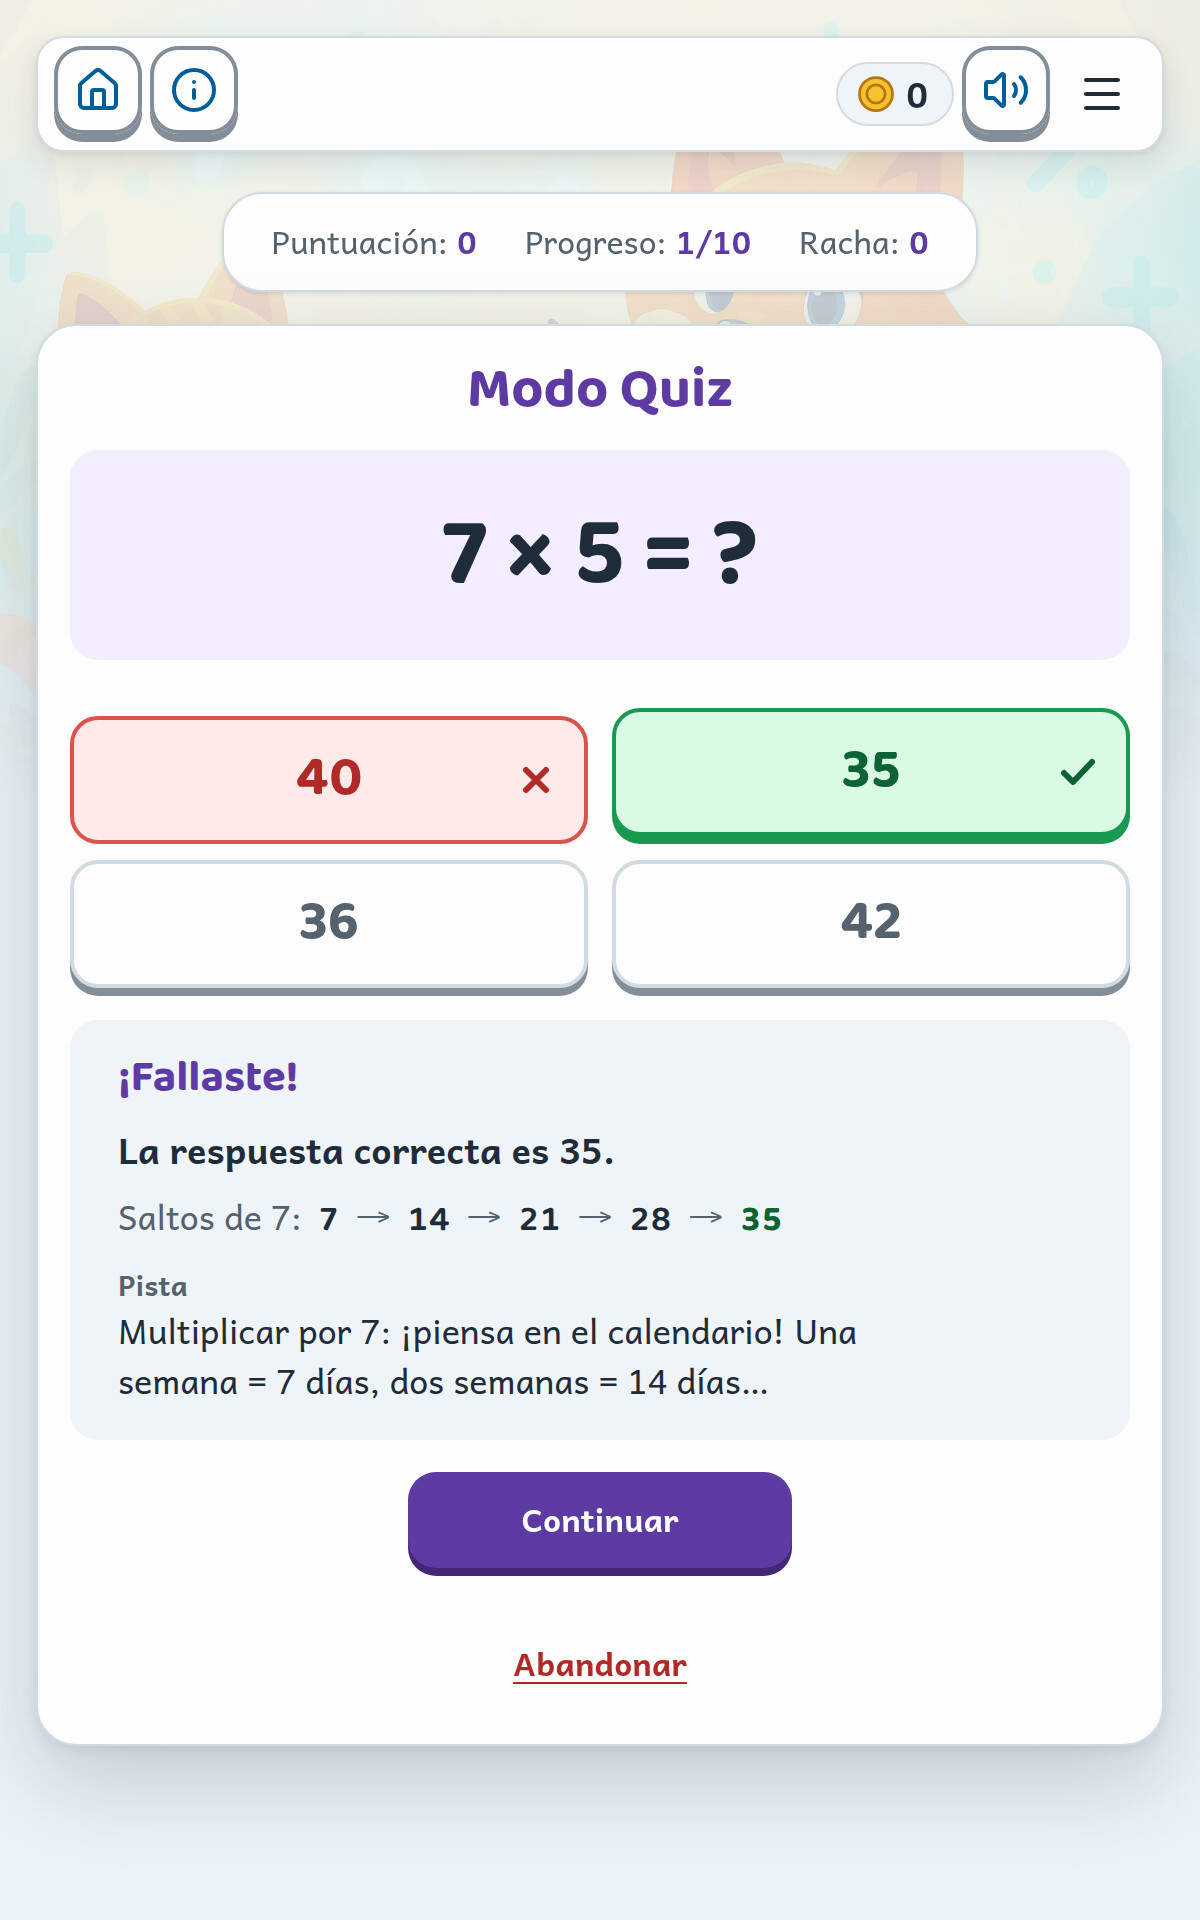 0
Puntuación: 0 Progreso: 1/10 Racha: 0
Modo Quiz
7 × 5 = ?
40
35
36
42
¡Fallaste!
La respuesta correcta es 35.
Saltos de 7: 7 → 14 → 21 → 28 → 35
Pista
Multiplicar por 7: ¡piensa en el calendario! Una
semana = 7 días, dos semanas = 14 días...
Continuar
Abandonar